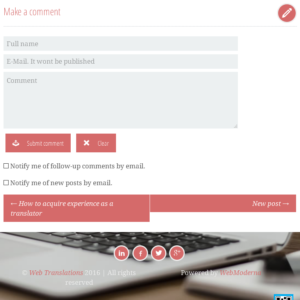 Make a comment
Full name
E-Mail. It wont be published
Comment
Submit comment
Clear
Notify me of follow-up comments by email.
Notify me of new posts by email.
← How to acquire experience as a
translator
New post →
© Web Translations 2016 | All rights
reserved
Powered by WebModerna